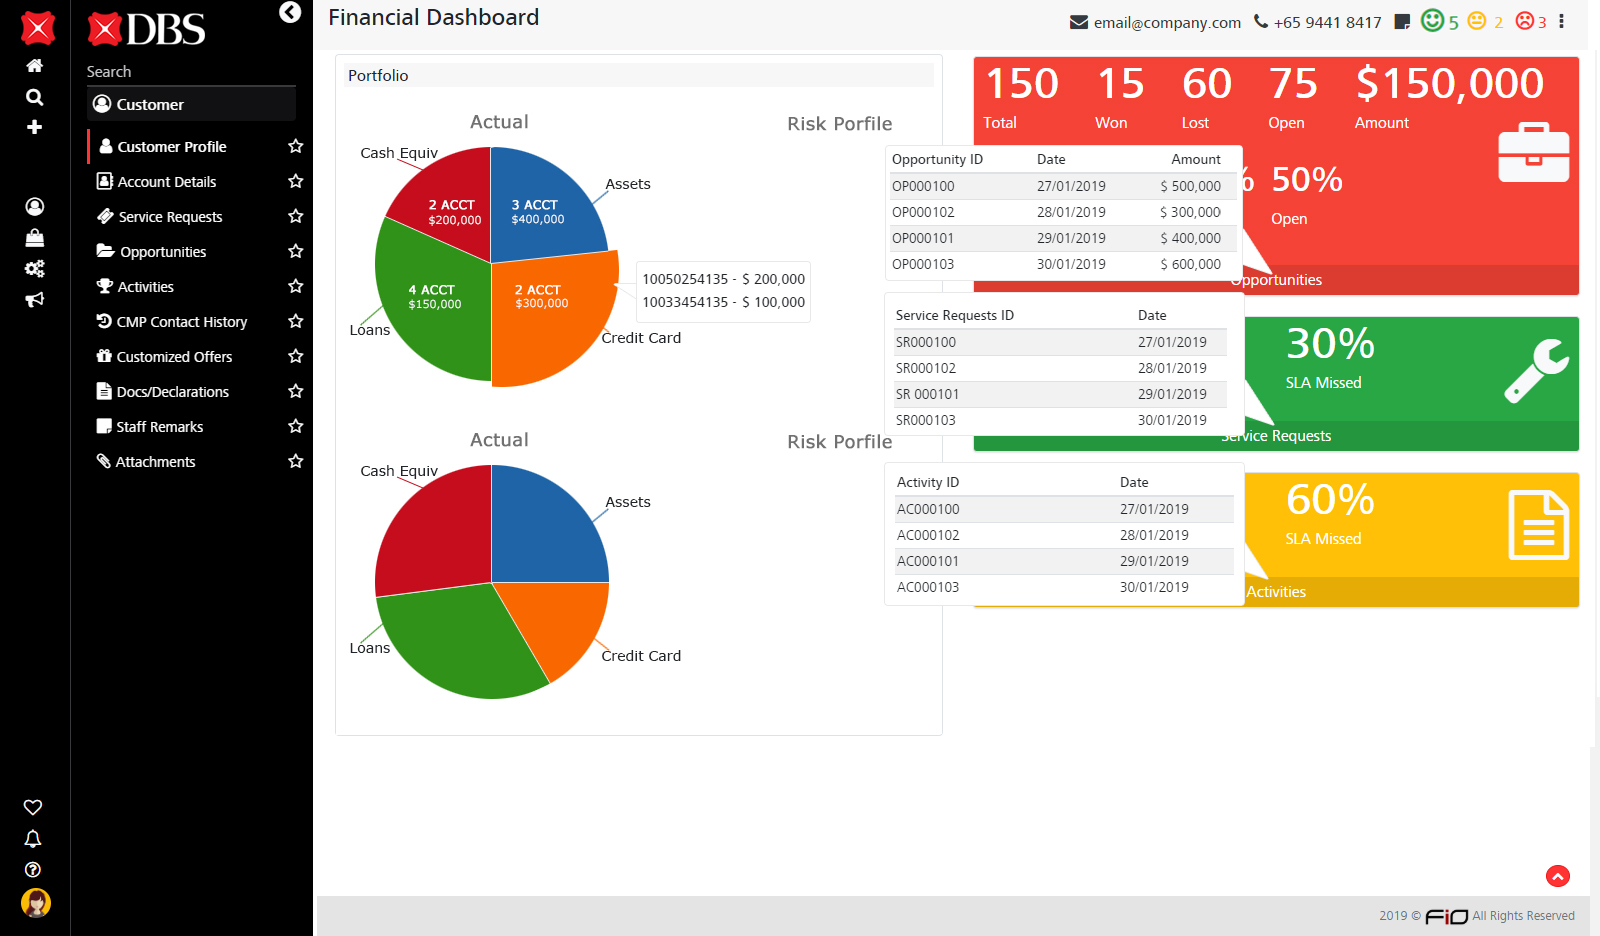 DBS
Search
Customer
Customer Profile
Account Details
Service Requests
Opportunities
Activities
CMP Contact History
Customized Offers
Docs/Declarations
Staff Remarks
Attachments
Financial Dashboard
email@company.com +65 9441 8417 5 2 3
Portfolio
Actual
Risk Porfile
Cash Equiv
Assets
2 ACCT
$200,000
3 ACCT
$400,000
4 ACCT
$150,000
2 ACCT
$300,000
10050254135 - $ 200,000
10033454135 - $ 100,000
Loans
Credit Card
Actual
Risk Porfile
Cash Equiv
Assets
Loans
Credit Card
150 15 60 75 $150,000
Total Won Lost Open Amount
% 50%
Open
Opportunities
Opportunity ID Date Amount
OP000100 27/01/2019 $ 500,000
OP000102 28/01/2019 $ 300,000
OP000101 29/01/2019 $ 400,000
OP000103 30/01/2019 $ 600,000
30%
SLA Missed
Service Requests
Service Requests ID Date
SR000100 27/01/2019
SR000102 28/01/2019
SR 000101 29/01/2019
SR000103 30/01/2019
60%
SLA Missed
Activities
Activity ID Date
AC000100 27/01/2019
AC000102 28/01/2019
AC000101 29/01/2019
AC000103 30/01/2019
2019 © FiO All Rights Reserved